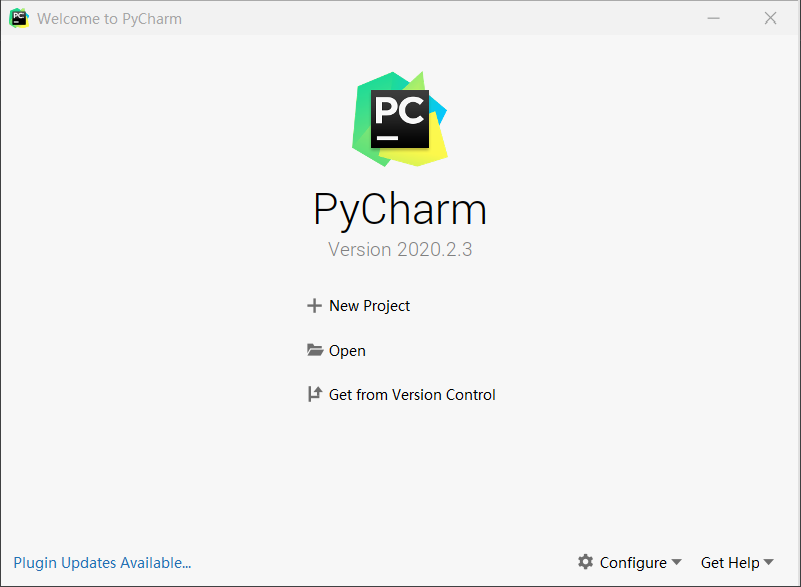 Welcome to PyCharm
PC
PyCharm
Version 2020.2.3
New Project
Open
Get from Version Control
Plugin Updates Available...
Configure
Get Help